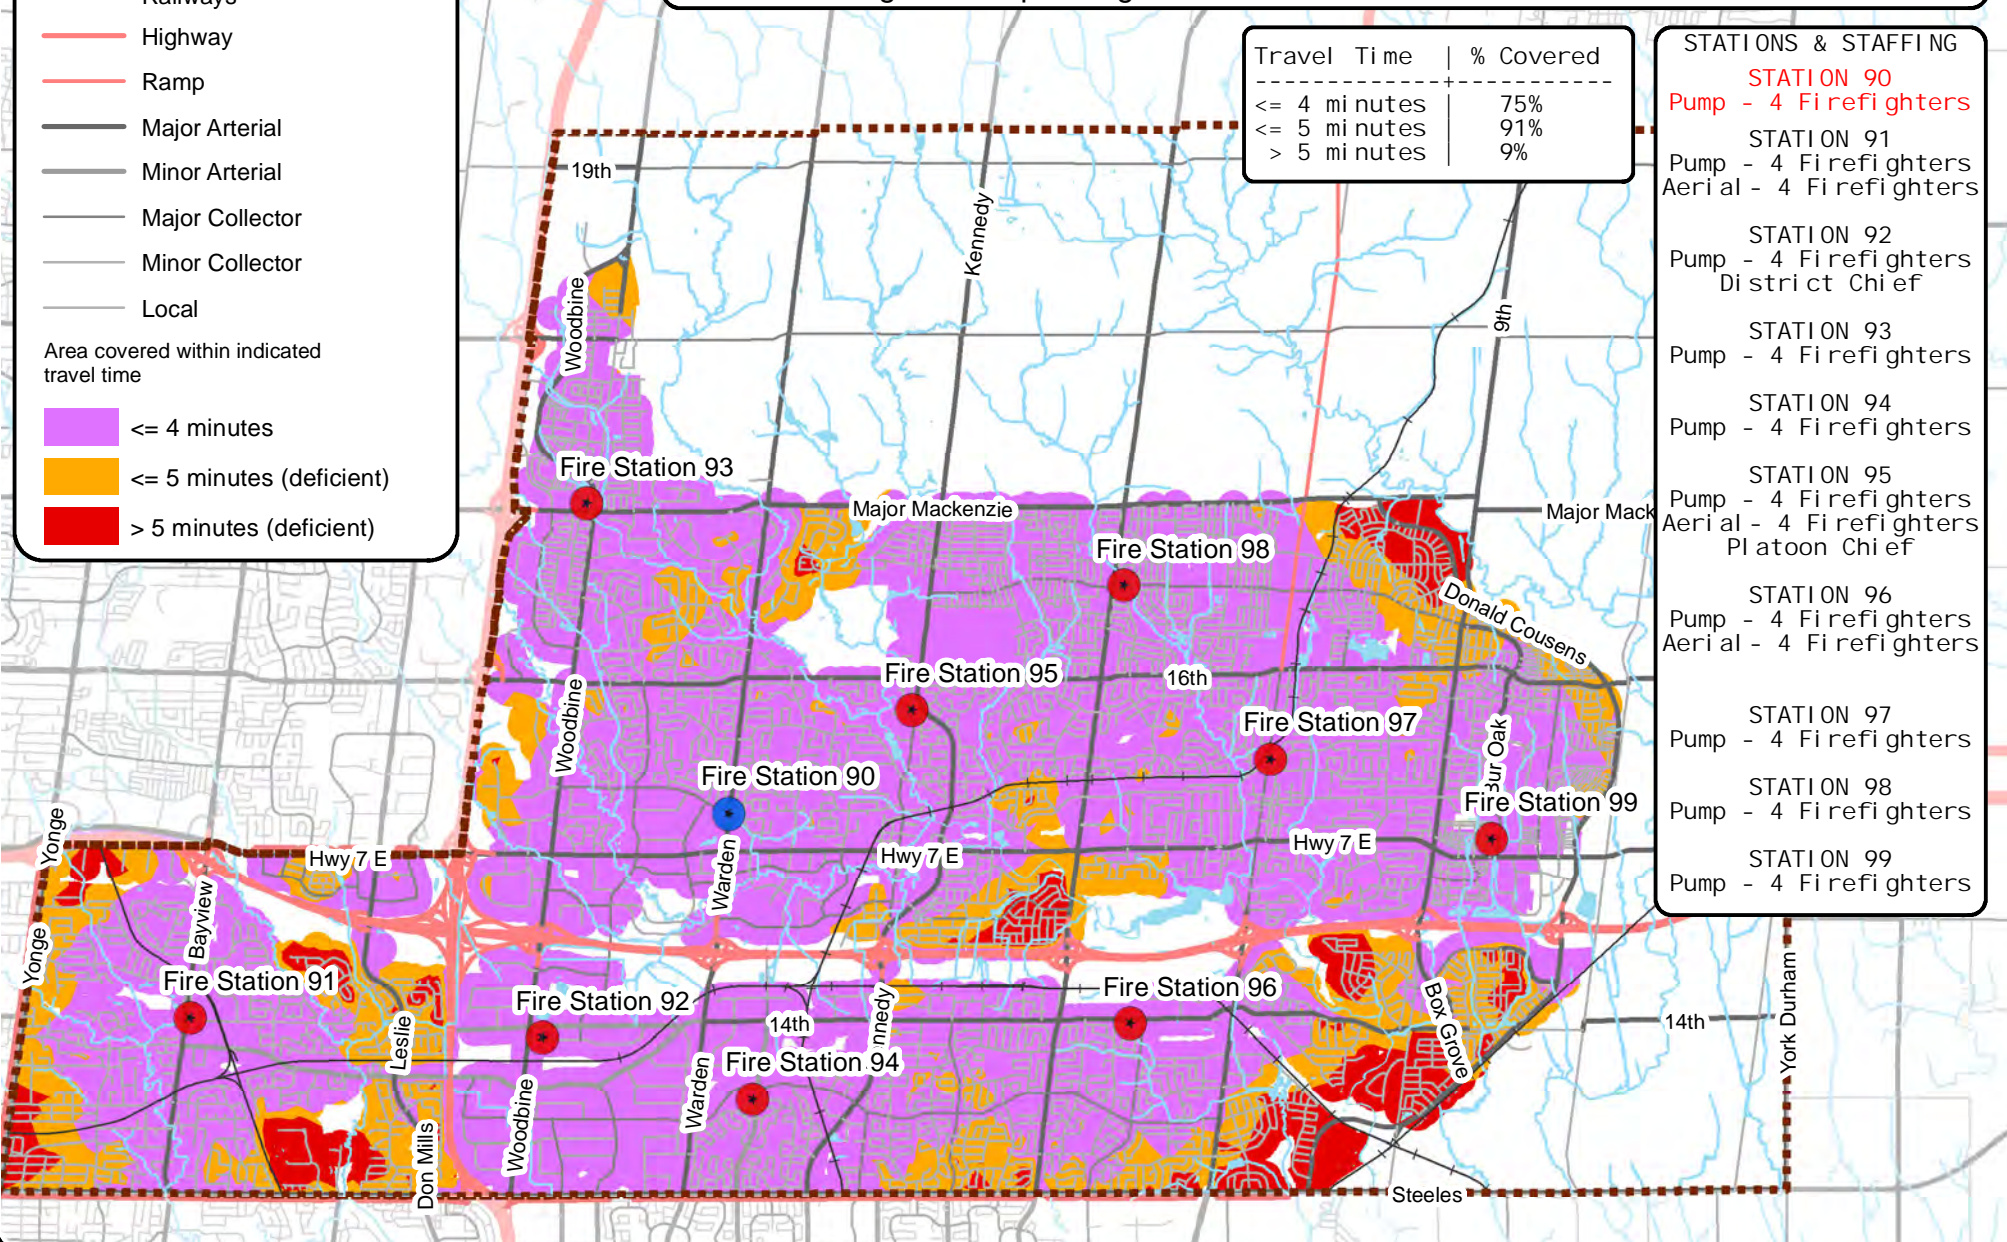 Railways
Highway
Ramp
Major Arterial
Minor Arterial
Major Collector
Minor Collector
Local
Area covered within indicated
travel time
<= 4 minutes
<= 5 minutes (deficient)
> 5 minutes (deficient)
Travel Time | % Covered
-------------+-----------
<= 4 minutes | 75%
<= 5 minutes | 91%
> 5 minutes | 9%
STATIONS & STAFFING
STATION 90
Pump - 4 Firefighters
STATION 91
Pump - 4 Firefighters
Aerial - 4 Firefighters
STATION 92
Pump - 4 Firefighters
District Chief
STATION 93
Pump - 4 Firefighters
STATION 94
Pump - 4 Firefighters
STATION 95
Pump - 4 Firefighters
Aerial - 4 Firefighters
Platoon Chief
STATION 96
Pump - 4 Firefighters
Aerial - 4 Firefighters
STATION 97
Pump - 4 Firefighters
STATION 98
Pump - 4 Firefighters
STATION 99
Pump - 4 Firefighters
19th
Kennedy
Woodbine
9th
Fire Station 93
Major Mackenzie
Major Mack
Fire Station 98
Donald Cousens
Fire Station 95
16th
Woodbine
Fire Station 97
Bur Oak
Fire Station 90
Fire Station 99
Yonge
Hwy 7 E
Warden
Hwy 7 E
Hwy 7 E
Bayview
Yonge
Fire Station 91
Fire Station 92
Fire Station 96
Leslie
14th
nnedy
Box Grove
14th
York Durham
Fire Station 94
Warden
Woodbine
Don Mills
Steeles